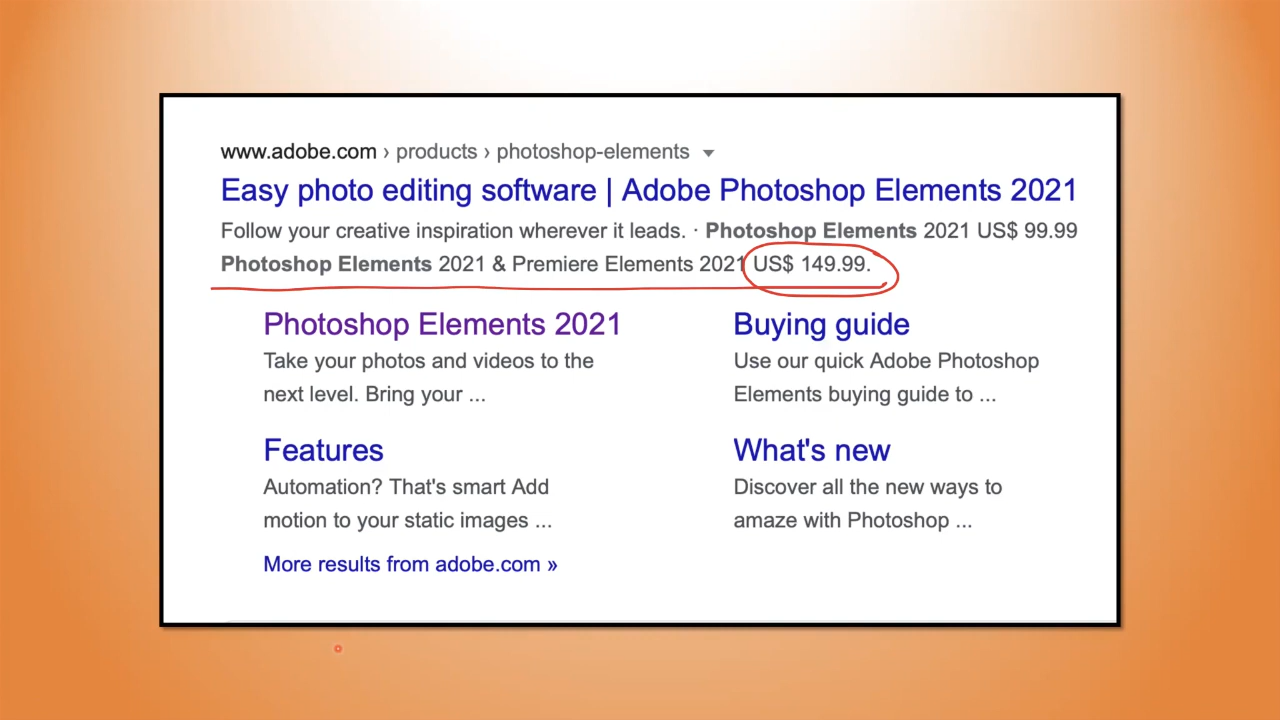 www.adobe.com › products › photoshop-elements
Easy photo editing software | Adobe Photoshop Elements 2021
Follow your creative inspiration wherever it leads. · Photoshop Elements 2021 US$ 99.99
Photoshop Elements 2021 & Premiere Elements 2021 US$ 149.99.
Photoshop Elements 2021
Take your photos and videos to the
next level. Bring your ...
Buying guide
Use our quick Adobe Photoshop
Elements buying guide to ...
Features
Automation? That's smart Add
motion to your static images ...
What's new
Discover all the new ways to
amaze with Photoshop ...
More results from adobe.com »